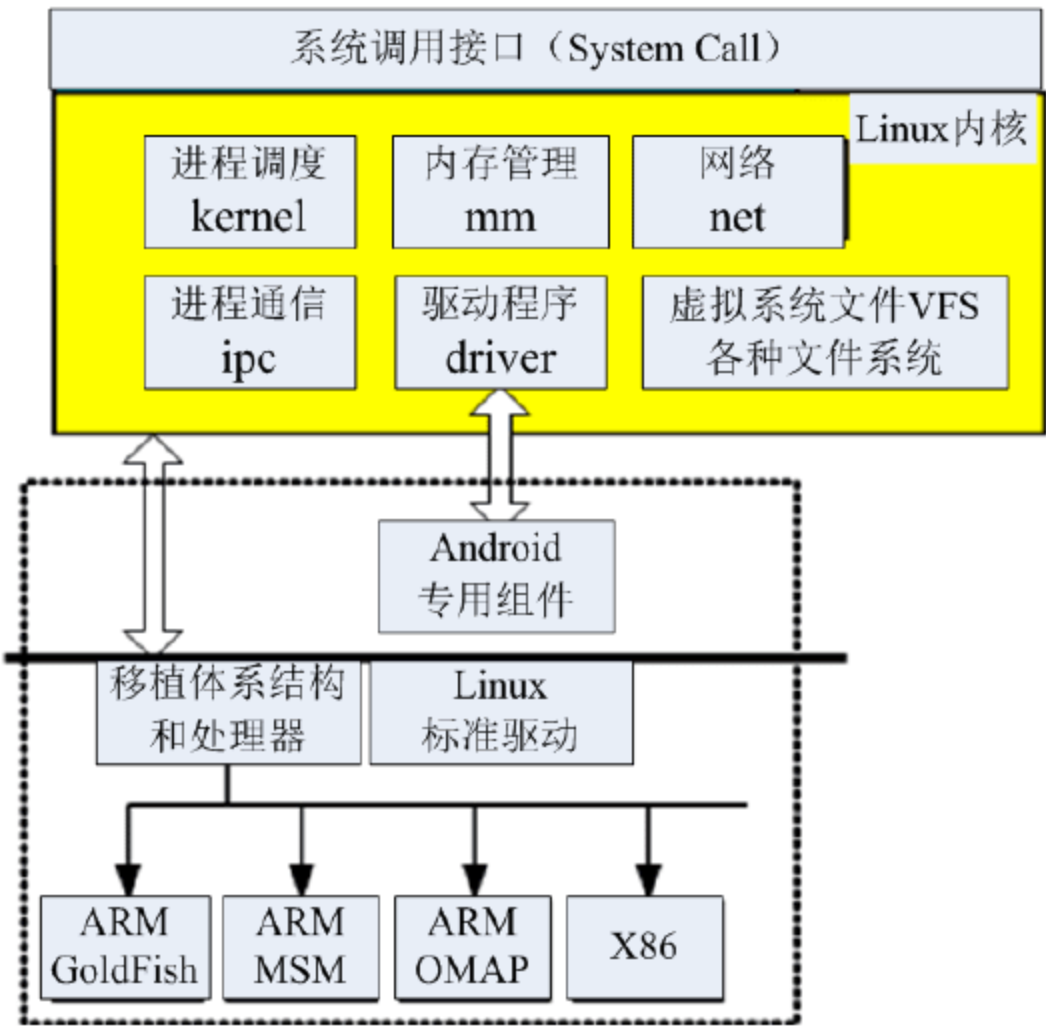 系统调用接口（System Call）
Linux内核
进程调度
kernel
内存管理
mm
网络
net
进程通信
ipc
驱动程序
driver
虚拟系统文件VFS
各种文件系统
Android
专用组件
移植体系结构
和处理器
Linux
标准驱动
ARM
GoldFish
ARM
MSM
ARM
OMAP
X86